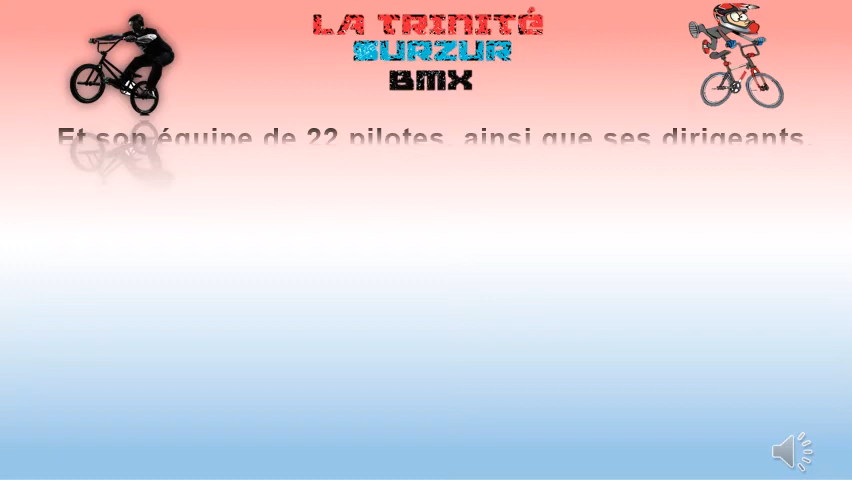 LA TRINITÉ
SURZUR
BMX
Et son équipe de 22 pilotes, ainsi que ses dirigeants,